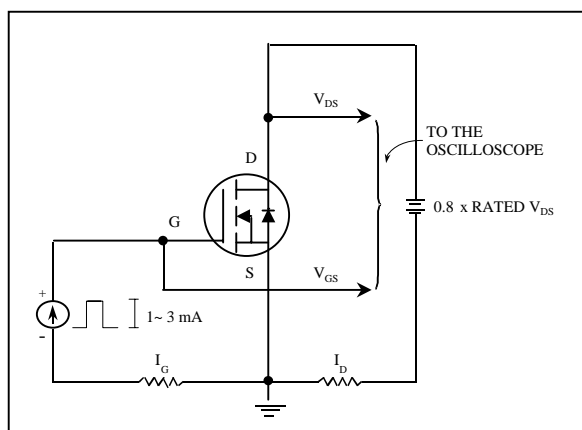 V_DS
TO THE
OSCILLOSCOPE
D
0.8 x RATED V_DS
G
S
V_GS
+
1~ 3 mA
-
I_G
I_D